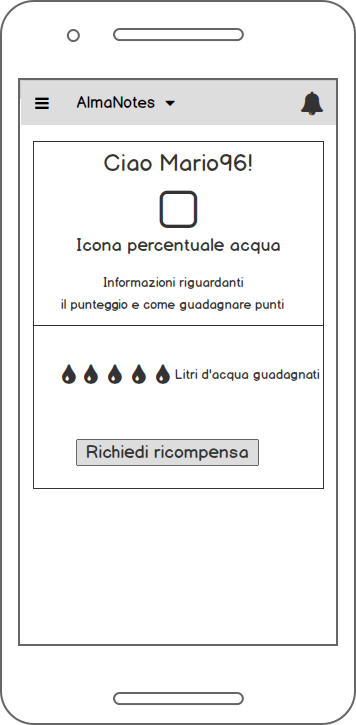 AlmaNotes
Ciao Mario96!
Icona percentuale acqua
Informazioni riguardanti
il punteggio e come guadagnare punti
Litri d'acqua guadagnati
Richiedi ricompensa